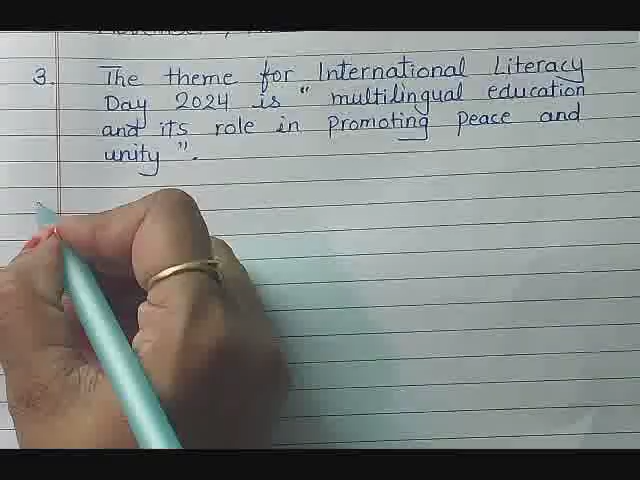 3. The theme for International Literacy
Day 2024 is " multilingual education
and its role in promoting peace and
unity ".